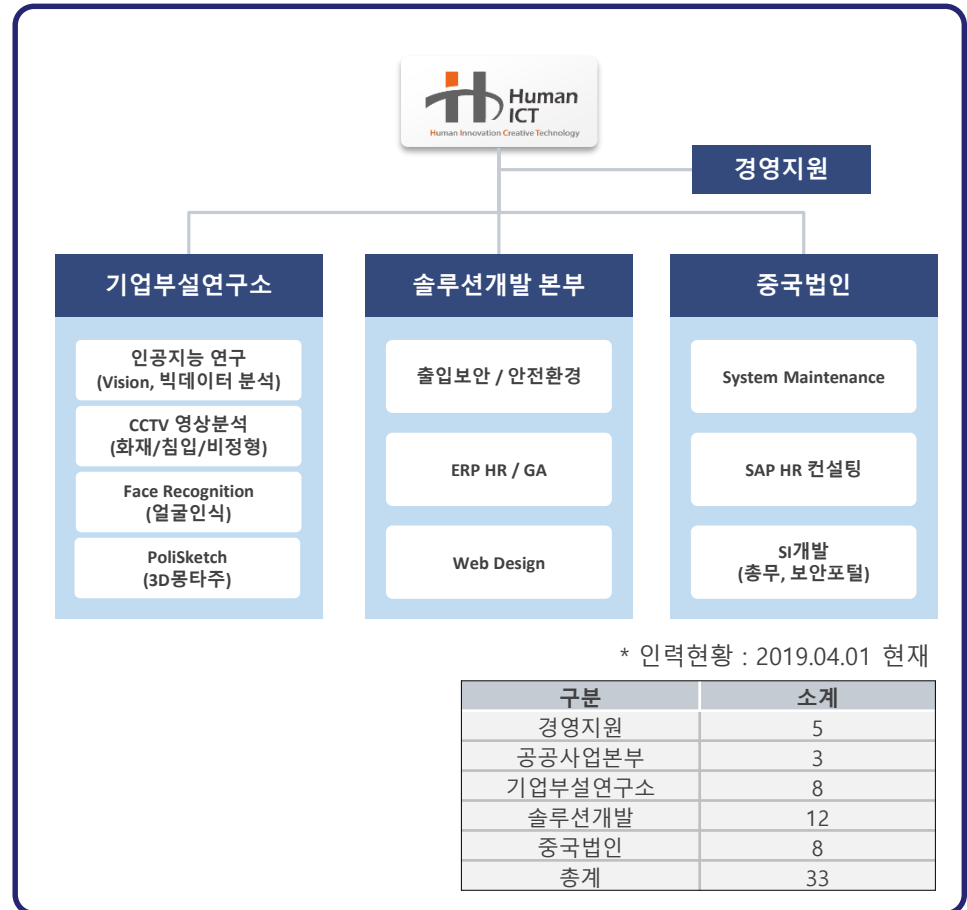 Human
ICT
Human Innovation Creative Technology
경영지원
기업부설연구소
인공지능 연구
(Vision, 빅데이터 분석)
CCTV 영상분석
(화재/침입/비정형)
Face Recognition
(얼굴인식)
PoliSketch
(3D몽타주)
솔루션개발 본부
출입보안 / 안전환경
ERP HR / GA
Web Design
중국법인
System Maintenance
SAP HR 컨설팅
SI개발
(총무, 보안포털)
* 인력현황 : 2019.04.01 현재
구분 소계
경영지원 5
공공사업본부 3
기업부설연구소 8
솔루션개발 12
중국법인 8
총계 33